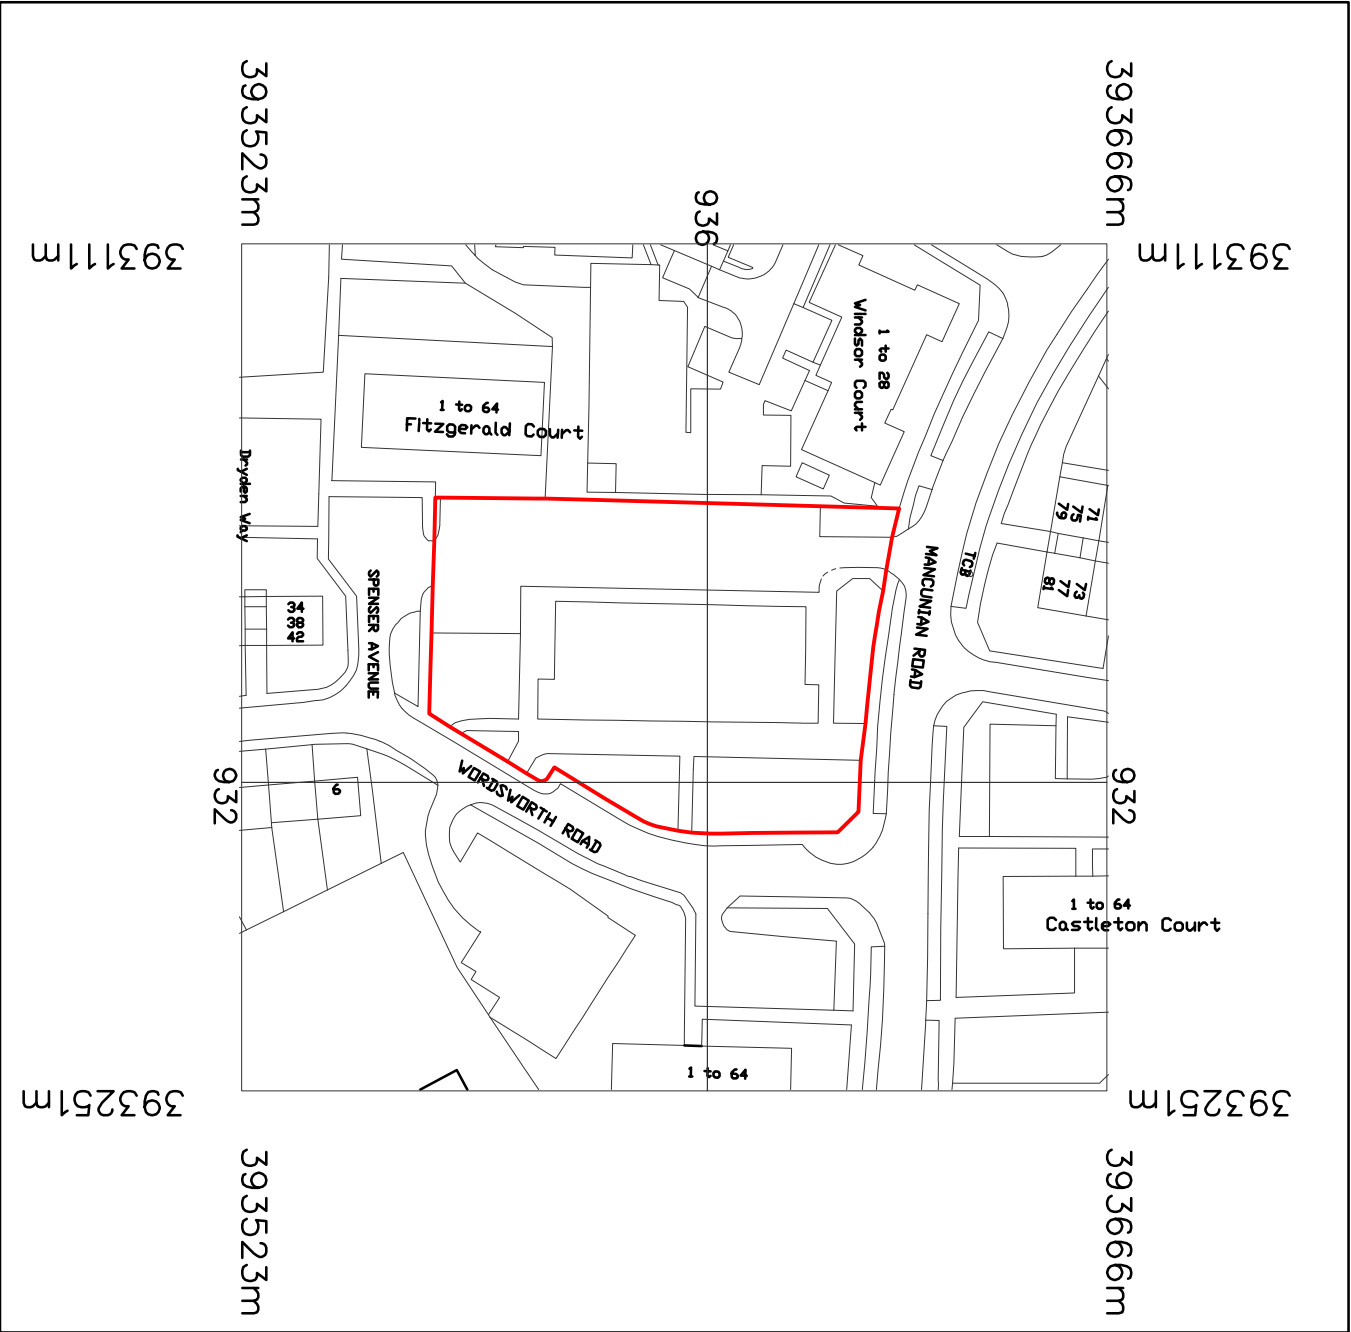 393523m
393666m
393111m
936
393111m
1 to 28
Windsor Court
1 to 64
Fitzgerald Court
Dryden Way
71
75
79
TCB
73
77
81
MANCUNIAN ROAD
SPENSER AVENUE
34
38
42
932
6
WORDSWORTH ROAD
932
1 to 64
Castleton Court
1 to 64
393251m
393251m
393523m
393666m